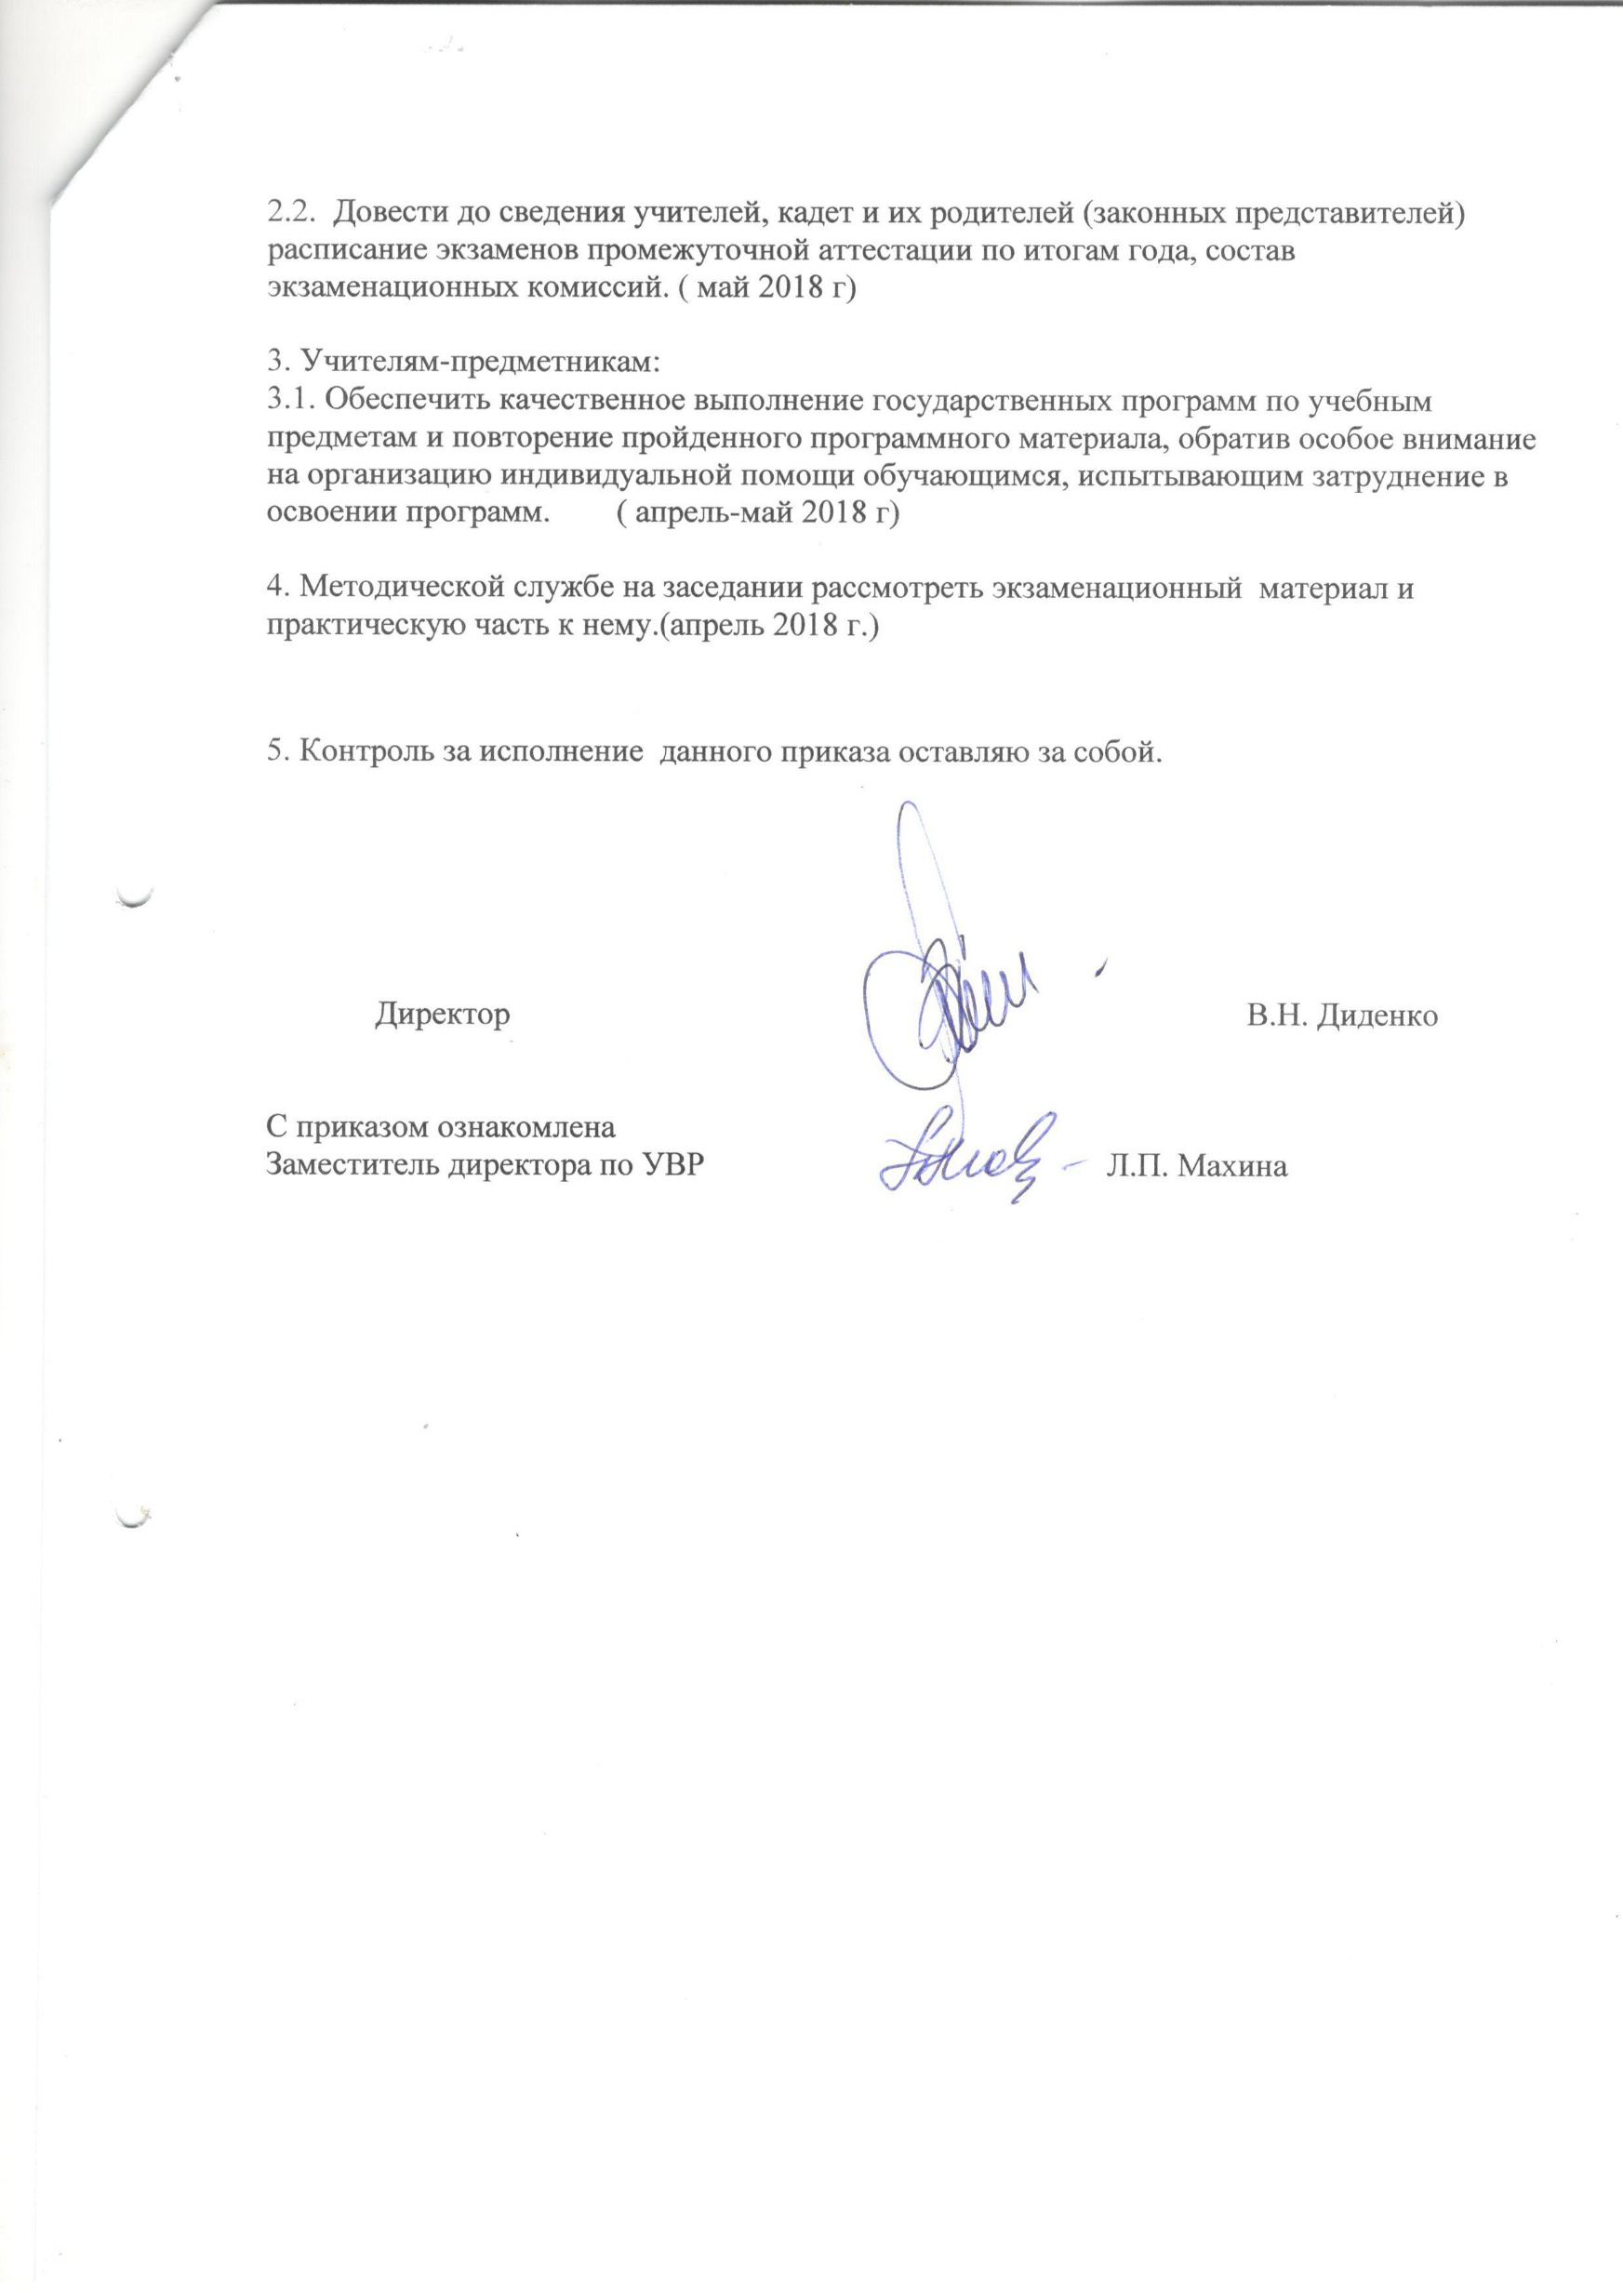 2.2.  Довести до сведения учителей, кадет и их родителей (законных представителей)
расписание экзаменов промежуточной аттестации по итогам года, состав
экзаменационных комиссий. ( май 2018 г)
3. Учителям-предметникам:
3.1. Обеспечить качественное выполнение государственных программ по учебным
предметам и повторение пройденного программного материала, обратив особое внимание
на организацию индивидуальной помощи обучающимся, испытывающим затруднение в
освоении программ.        ( апрель-май 2018 г)
4. Методической службе на заседании рассмотреть экзаменационный  материал и
практическую часть к нему.(апрель 2018 г.)
5. Контроль за исполнение  данного приказа оставляю за собой.
Директор В.Н. Диденко
С приказом ознакомлена
Заместитель директора по УВР Л.П. Махина